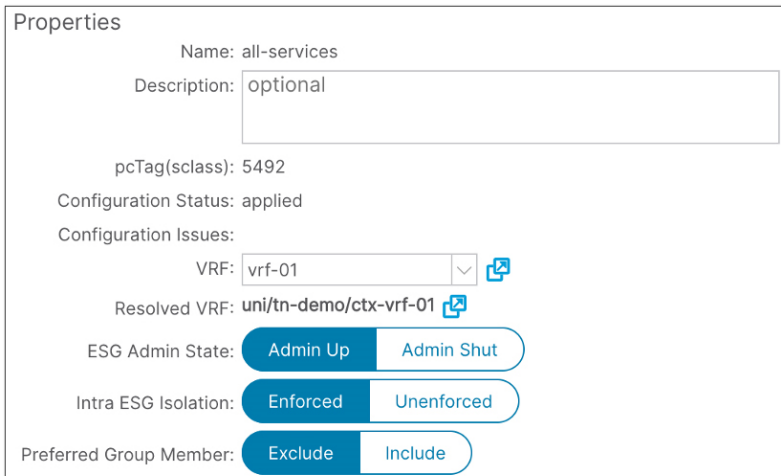 Properties
Name: all-services
Description: optional
pcTag(sclass): 5492
Configuration Status: applied
Configuration Issues:
VRF: vrf-01
Resolved VRF: uni/tn-demo/ctx-vrf-01
ESG Admin State: Admin Up Admin Shut
Intra ESG Isolation: Enforced Unenforced
Preferred Group Member: Exclude Include